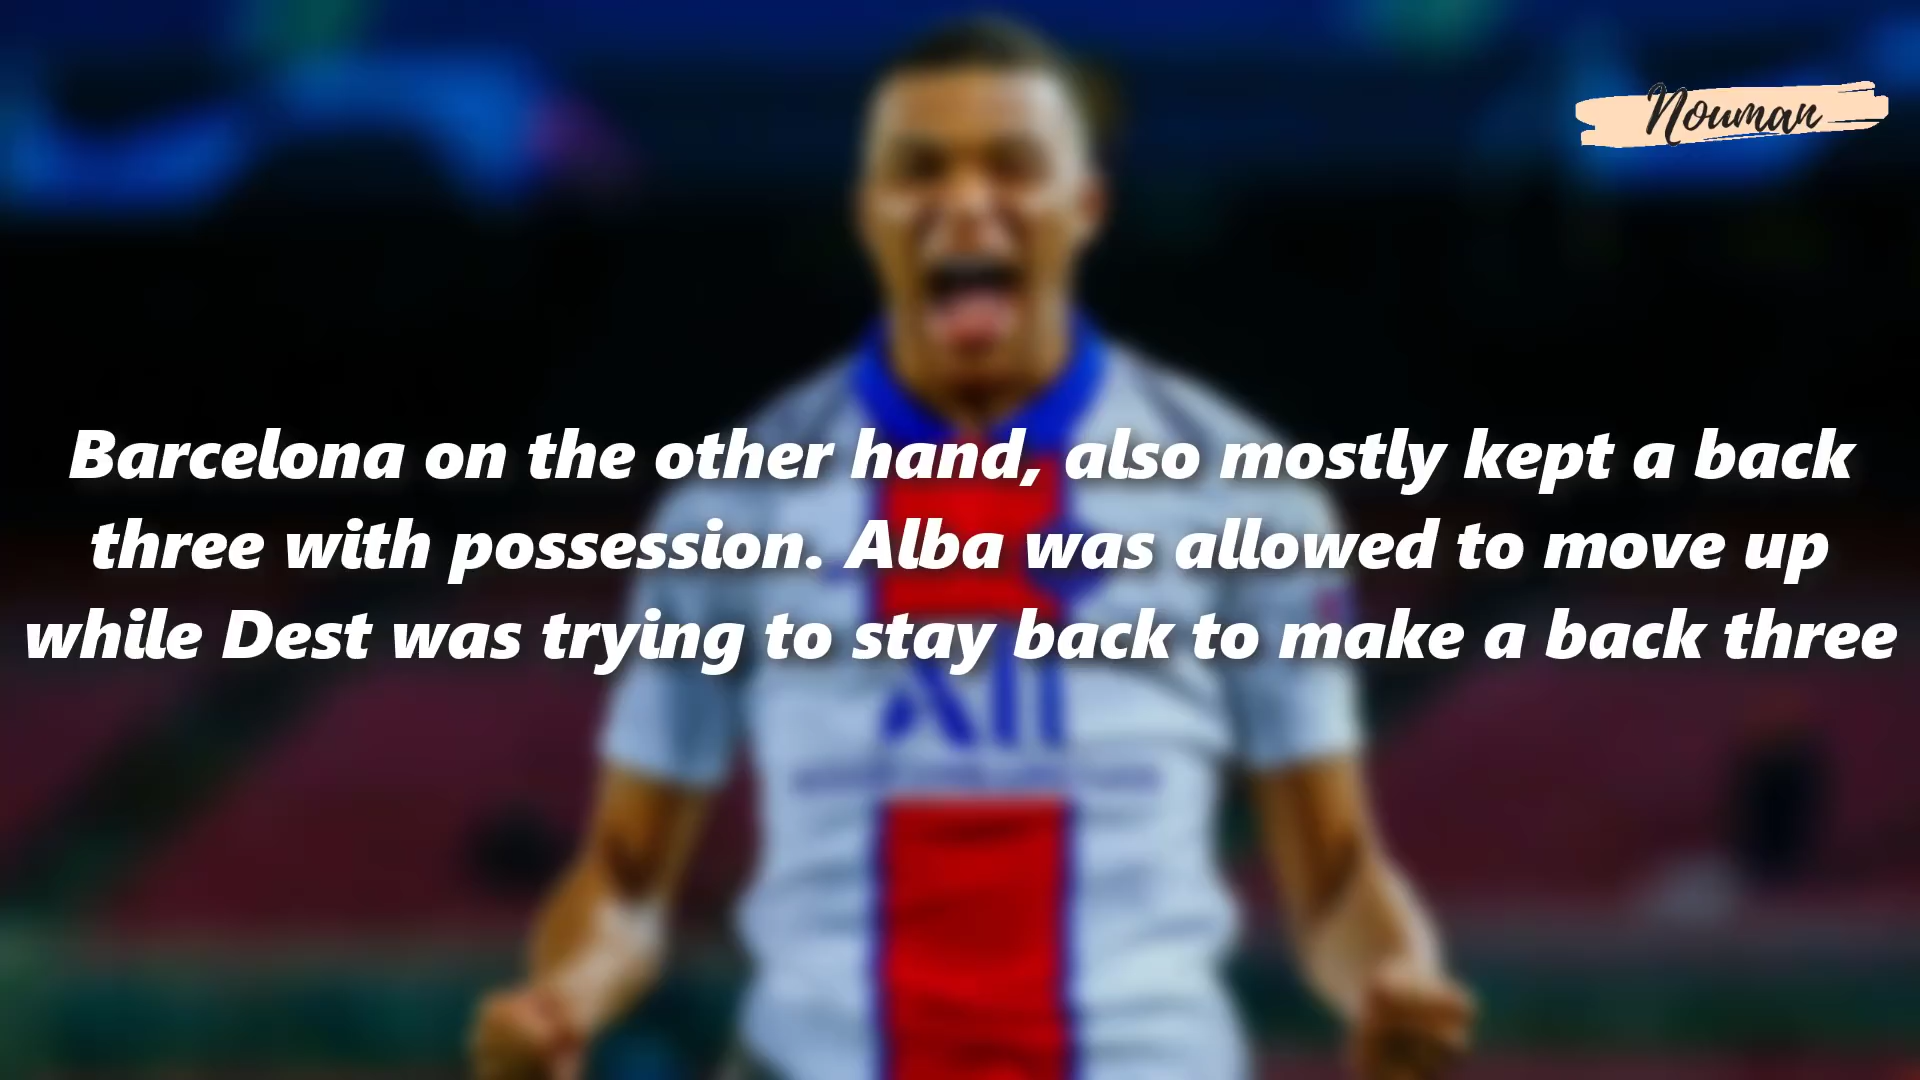 Nouman
Barcelona on the other hand, also mostly kept a back
three with possession. Alba was allowed to move up
while Dest was trying to stay back to make a back three